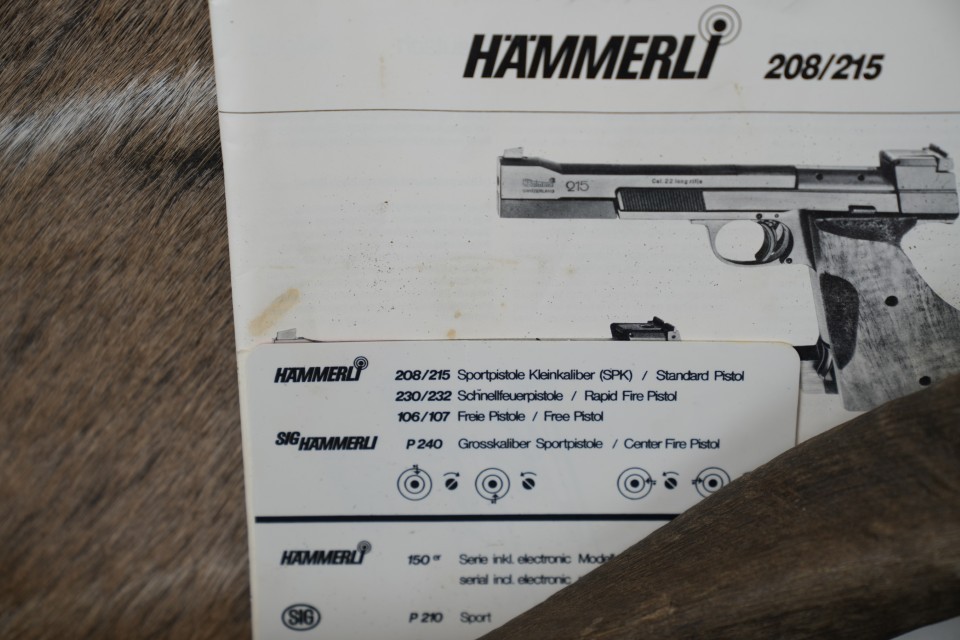 HÄMMERLi 208/215
215 Cal. 22 long rifle
HÄMMERLi 208/215 Sportpistole Kleinkaliber (SPK) / Standard Pistol
230/232 Schnellfeuerpistole / Rapid Fire Pistol
106/107 Freie Pistole / Free Pistol
SIG HÄMMERLI P 240 Grosskaliber Sportpistole / Center Fire Pistol
HÄMMERLi 150 er Serie inkl. electronic
serial incl. electronic
SIG P 210 Sport